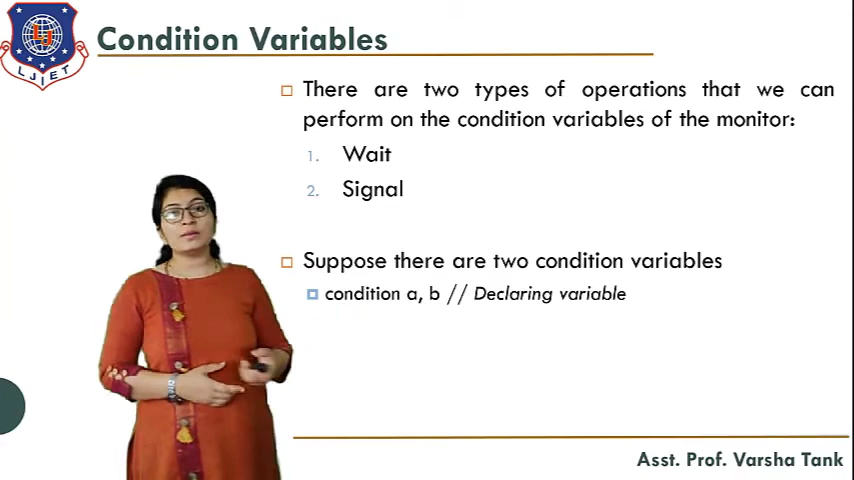 LJIET
Condition Variables
There are two types of operations that we can
perform on the condition variables of the monitor:
1. Wait
2. Signal
Suppose there are two condition variables
condition a, b // Declaring variable
Asst. Prof. Varsha Tank